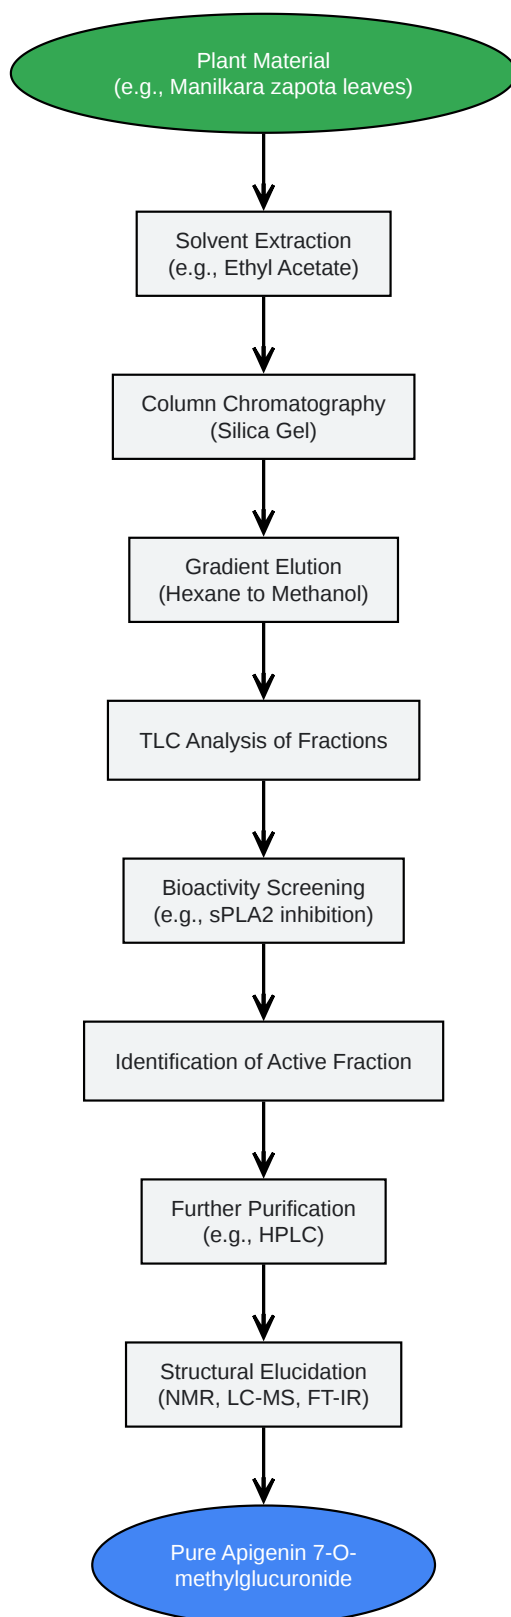 Plant Material
(e.g., Manilkara zapota leaves)
Solvent Extraction
(e.g., Ethyl Acetate)
Column Chromatography
(Silica Gel)
Gradient Elution
(Hexane to Methanol)
TLC Analysis of Fractions
Bioactivity Screening
(e.g., sPLA2 inhibition)
Identification of Active Fraction
Further Purification
(e.g., HPLC)
Structural Elucidation
(NMR, LC-MS, FT-IR)
Pure Apigenin 7-O-
methylglucuronide